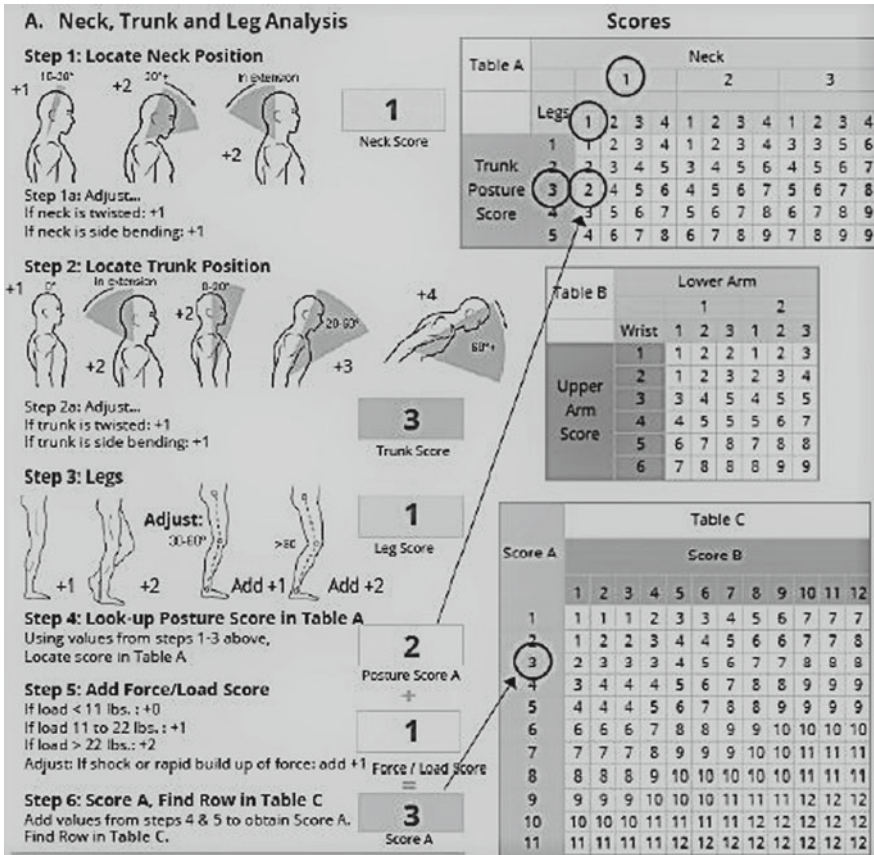 A. Neck, Trunk and Leg Analysis
Step 1: Locate Neck Position
+1 10-20° +2 20°+ In extension +2
1
Neck Score
Step 1a: Adjust...
If neck is twisted: +1
If neck is side bending: +1
Step 2: Locate Trunk Position
+1 0° In extension +2 0-20° +2 20-60° +3 +4 60°+
Step 2a: Adjust...
If trunk is twisted: +1
If trunk is side bending: +1
3
Trunk Score
Step 3: Legs
+1 +2 Adjust: 30-60° Add +1 >60 Add +2
1
Leg Score
Step 4: Look-up Posture Score in Table A
Using values from steps 1-3 above,
Locate score in Table A
2
Posture Score A
+
Step 5: Add Force/Load Score
If load < 11 lbs. : +0
If load 11 to 22 lbs. : +1
If load > 22 lbs.: +2
Adjust: If shock or rapid build up of force: add +1
1
Force / Load Score
=
Step 6: Score A, Find Row in Table C
Add values from steps 4 & 5 to obtain Score A.
Find Row in Table C.
3
Score A
Scores
Table A Neck
1 2 3
Legs 1 2 3 4 1 2 3 4 1 2 3 4
Trunk Posture Score
1 1 2 3 4 1 2 3 4 3 3 5 6
2 2 3 4 5 3 4 5 6 4 5 6 7
3 2 4 5 6 4 5 6 7 5 6 7 8
4 3 5 6 7 5 6 7 8 6 7 8 9
5 4 6 7 8 6 7 8 9 7 8 9 9
Table B Lower Arm
1 2
Wrist 1 2 3 1 2 3
Upper Arm Score
1 1 2 2 1 2 3
2 1 2 3 2 3 4
3 3 4 5 4 5 5
4 4 5 5 5 6 7
5 6 7 8 7 8 8
6 7 8 8 8 9 9
Table C
Score A Score B
1 2 3 4 5 6 7 8 9 10 11 12
1 1 1 1 2 3 3 4 5 6 7 7 7
2 1 2 2 3 4 4 5 6 6 7 7 8
3 2 3 3 3 4 5 6 7 7 8 8 8
4 3 4 4 4 5 6 7 8 8 9 9 9
5 4 4 4 5 6 7 8 8 9 9 9 9
6 6 6 6 7 8 8 9 9 10 10 10 10
7 7 7 7 8 9 9 9 10 10 11 11 11
8 8 8 8 9 10 10 10 10 10 11 11 11
9 9 9 9 10 10 10 11 11 11 12 12 12
10 10 10 10 11 11 11 11 12 12 12 12 12
11 11 11 11 11 12 12 12 12 12 12 12 12